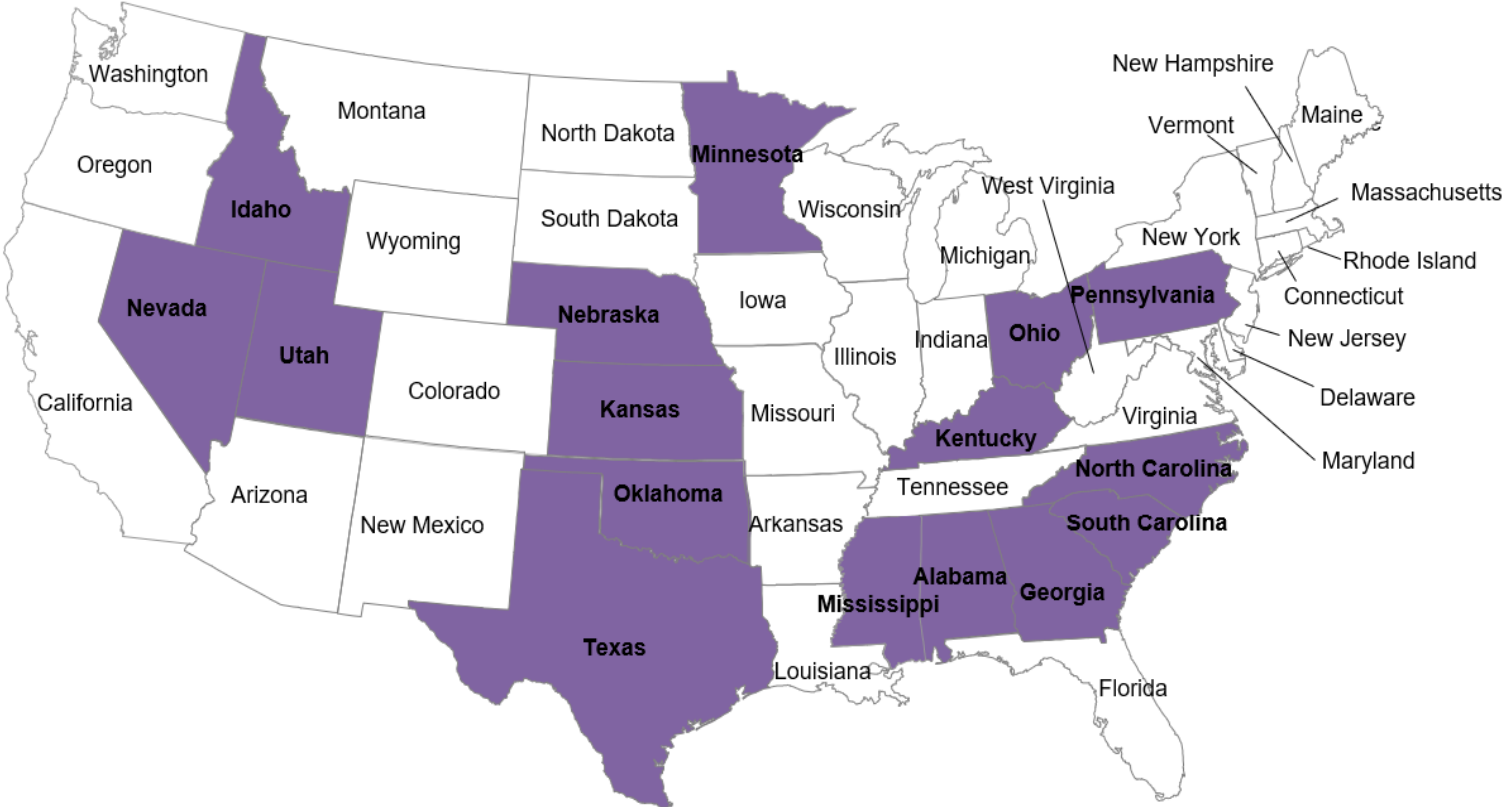 New Hampshire
Washington
Montana
Maine
Vermont
North Dakota
Minnesota
Oregon
West Virginia
Massachusetts
Idaho
Wisconsin
South Dakota
Wyoming
New York
Michigan
Rhode Island
Nevada
Nebraska
Iowa
Pennsylvania
Connecticut
Ohio
Indiana
New Jersey
Utah
Illinois
Colorado
California
Kansas
Missouri
Virginia
Delaware
Kentucky
Maryland
North Carolina
Arizona
Oklahoma
Tennessee
New Mexico
Arkansas
South Carolina
Alabama
Georgia
Mississippi
Texas
Louisiana
Florida